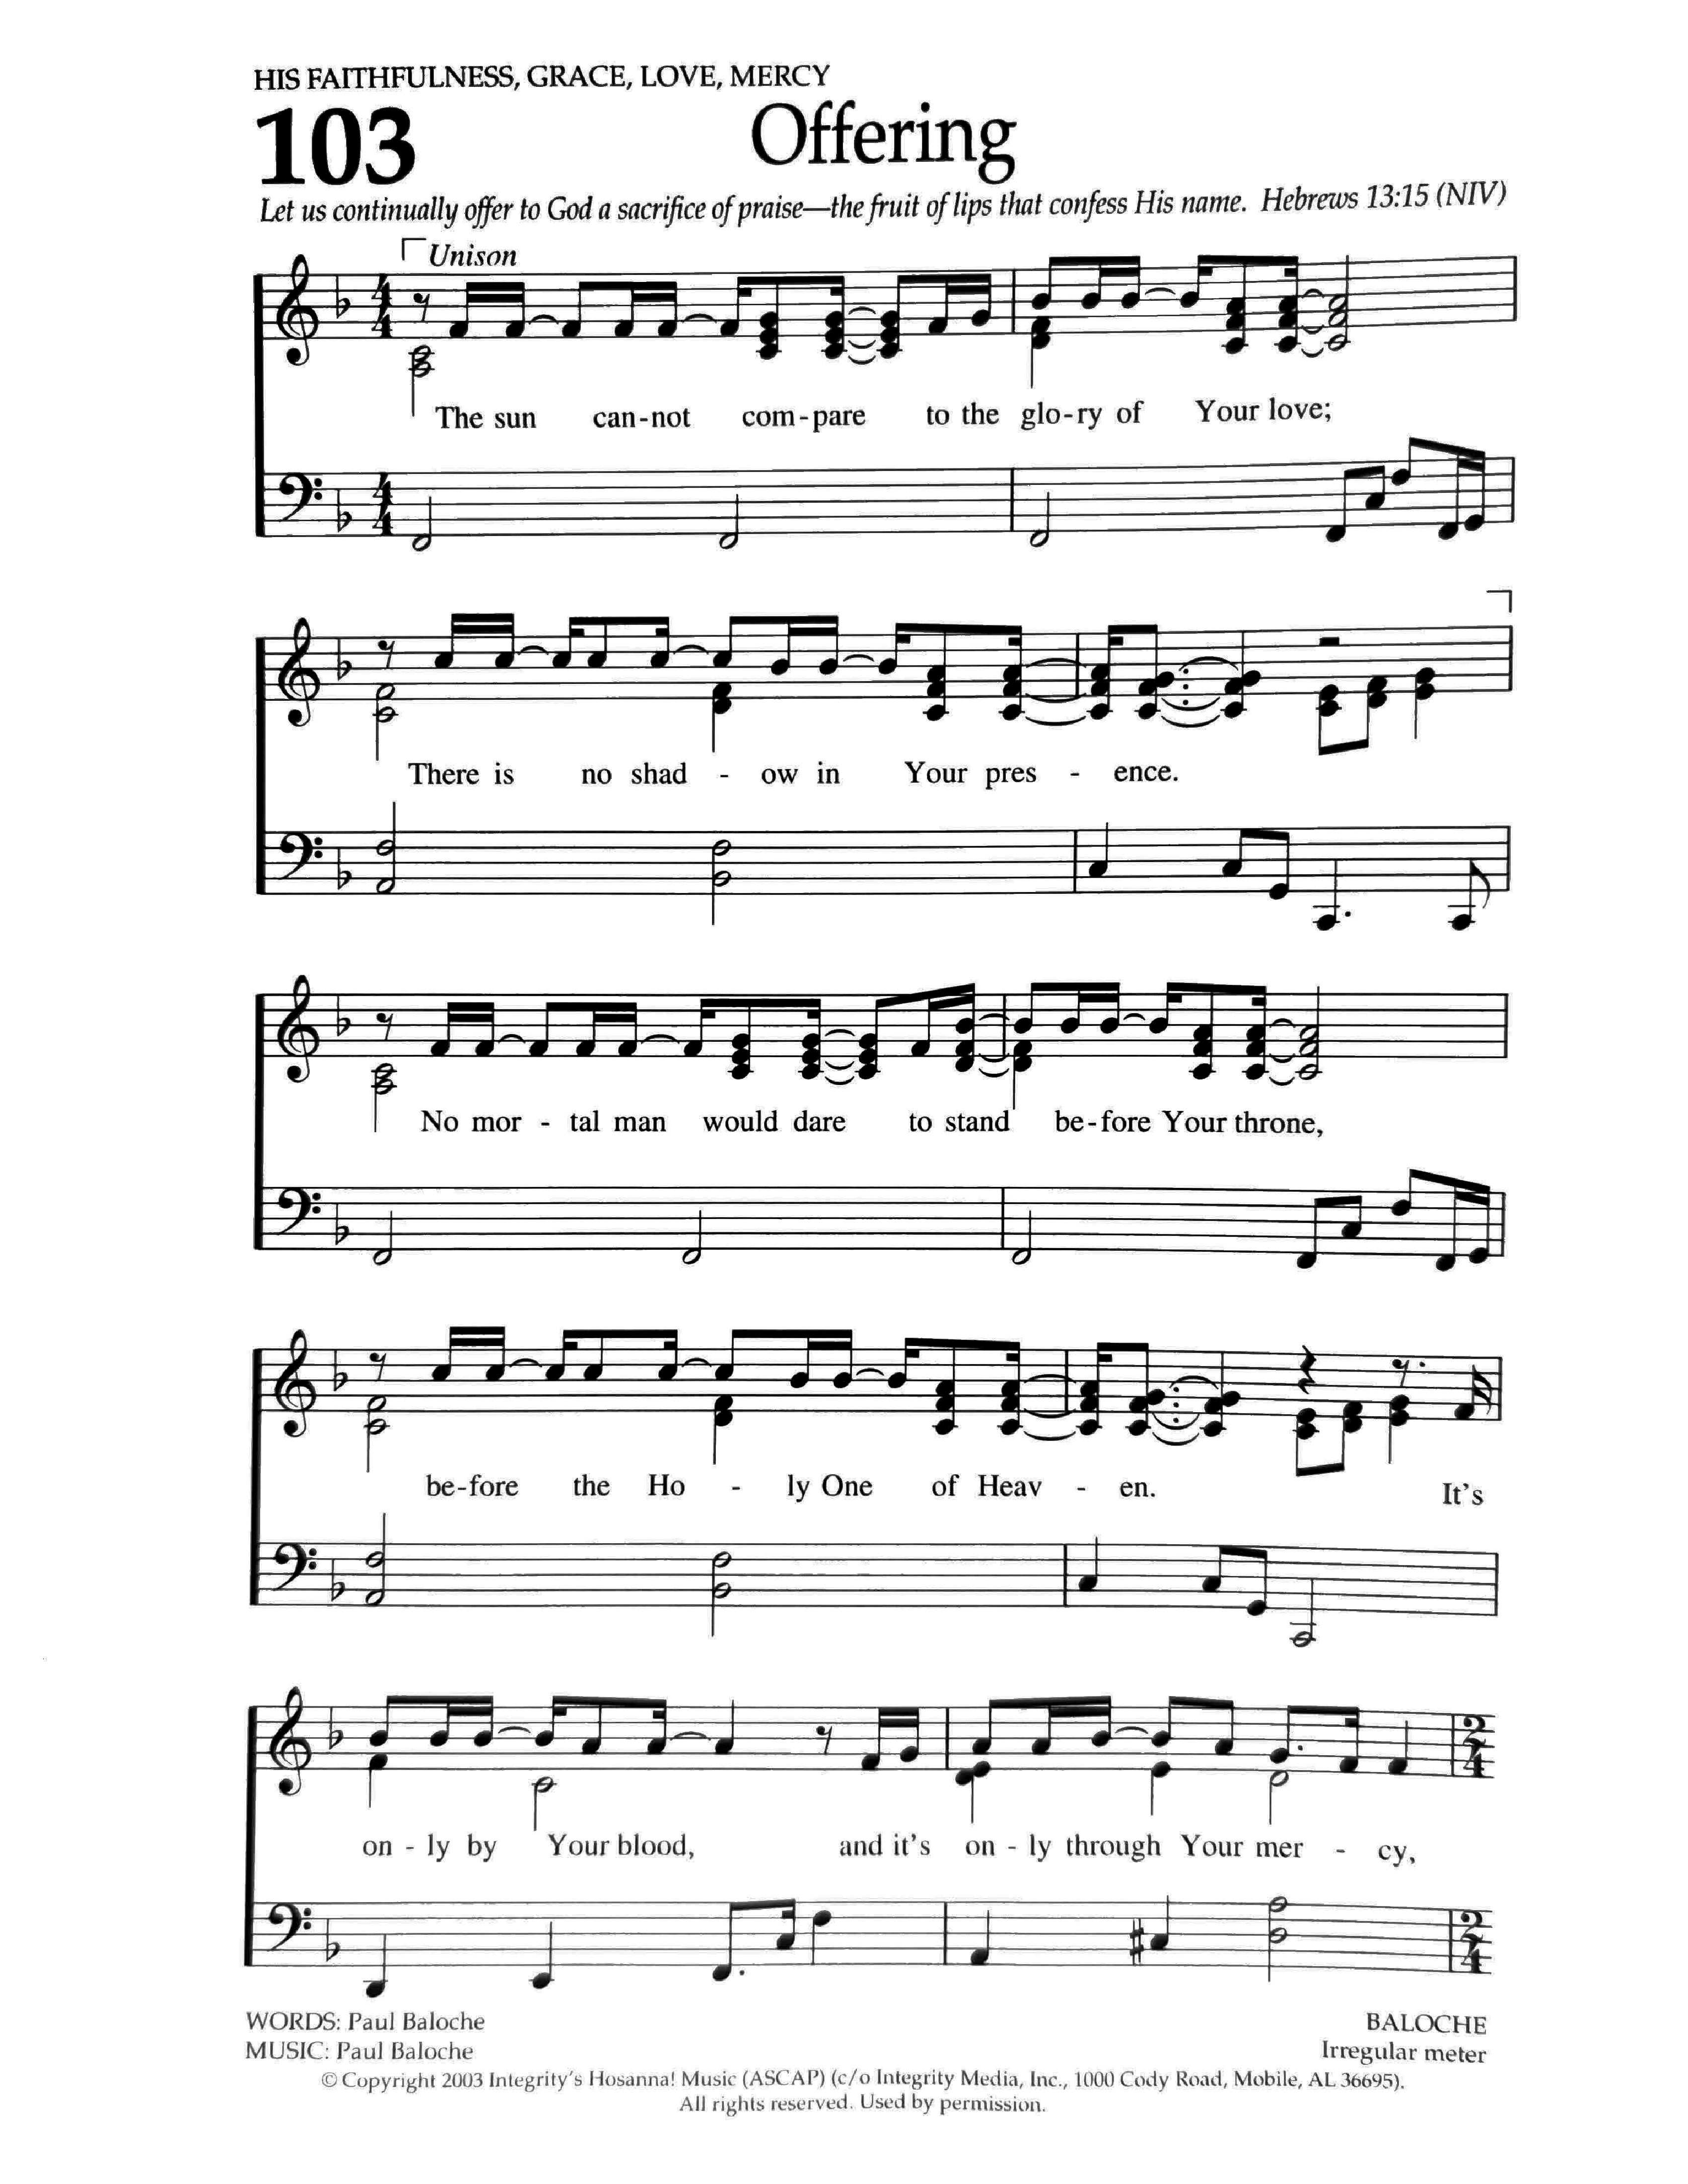 HIS FAITHFULNESS, GRACE, LOVE, MERCY
103 Offering
Let us continually offer to God a sacrifice of praise—the fruit of lips that confess His name. Hebrews 13:15 (NIV)
Unison
The sun can-not com-pare to the glo-ry of Your love;
There is no shad - ow in Your pres - ence.
No mor - tal man would dare to stand be-fore Your throne,
be-fore the Ho - ly One of Heav - en. It's
on - ly by Your blood, and it's on - ly through Your mer - cy,
WORDS: Paul Baloche BALOCHE
MUSIC: Paul Baloche Irregular meter
© Copyright 2003 Integrity's Hosanna! Music (ASCAP) (c/o Integrity Media, Inc., 1000 Cody Road, Mobile, AL 36695).
All rights reserved. Used by permission.